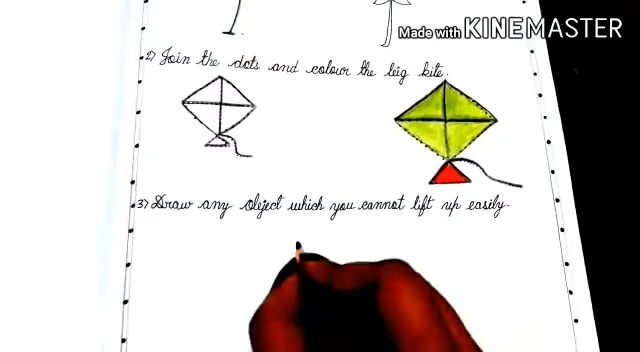 Made with KINEMASTER
2) Join the dots and colour the big kite.
3) Draw any object which you cannot lift up easily.